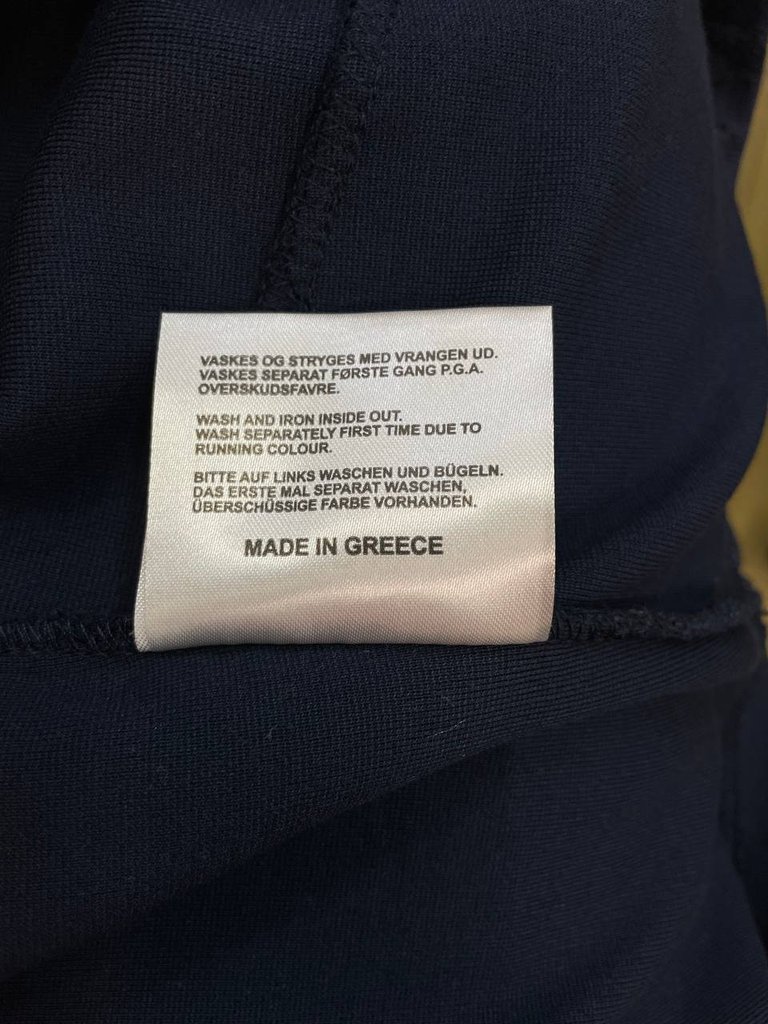 VASKES OG STRYGES MED VRANGEN UD.
VASKES SEPARAT FØRSTE GANG P.G.A.
OVERSKUDSFAVRE.
WASH AND IRON INSIDE OUT.
WASH SEPARATELY FIRST TIME DUE TO
RUNNING COLOUR.
BITTE AUF LINKS WASCHEN UND BÜGELN.
DAS ERSTE MAL SEPARAT WASCHEN,
ÜBERSCHÜSSIGE FARBE VORHANDEN.
MADE IN GREECE